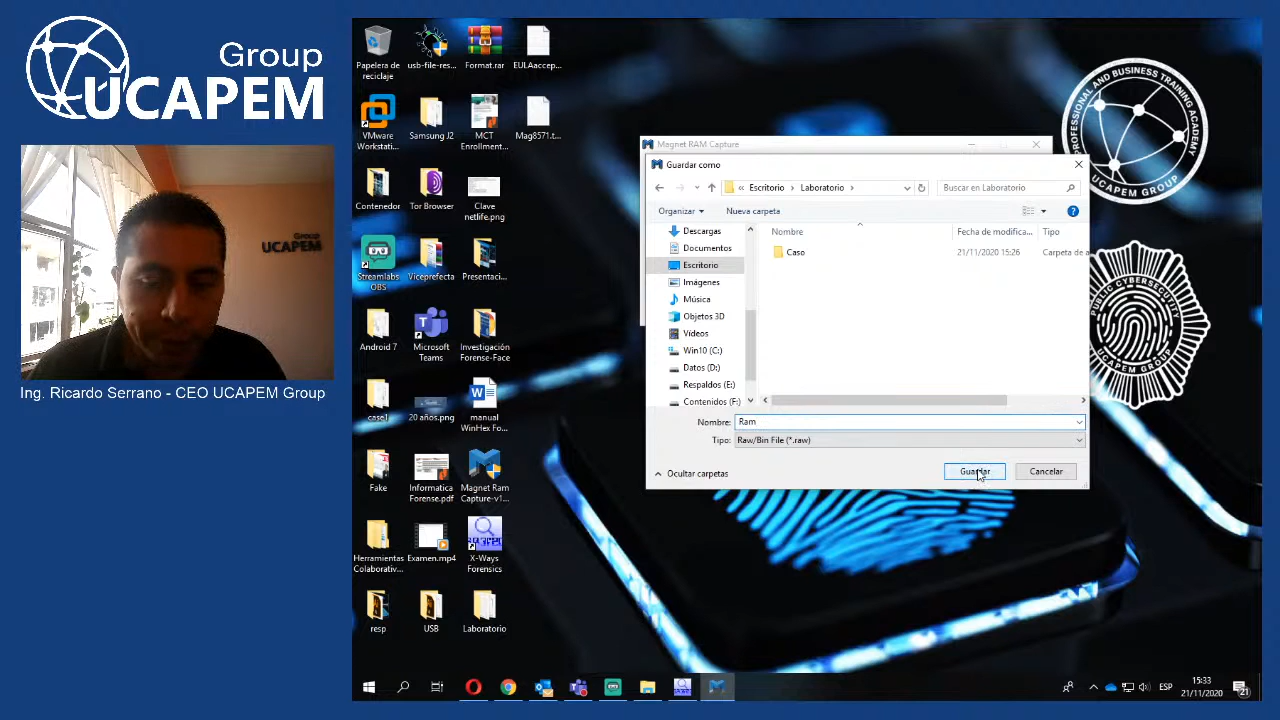 Group
UCAPEM
Group
UCAPEM
Ing. Ricardo Serrano - CEO UCAPEM Group
Papelera de
reciclaje
usb-file-res...
Format.rar
EULAaccep...
VMware
Workstati...
Samsung J2
MCT
Enrollment...
Mag8571.t...
Contenedor
Tor Browser
Clave
netlife.png
Streamlabs
OBS
Viceprefecta
Presentaci...
Android 7
Microsoft
Teams
Investigación
Forense-Face
case1
20 años.png
manual
WinHex Fo...
Fake
Informatica
Forense.pdf
Magnet Ram
Capture-v1...
Herramientas
Colaborativ...
Examen.mp4
X-Ways
Forensics
resp
USB
Laboratorio
Magnet RAM Capture
Guardar como
Escritorio
Laboratorio
Buscar en Laboratorio
Organizar
Nueva carpeta
Descargas
Documentos
Escritorio
Imágenes
Música
Objetos 3D
Vídeos
Win10 (C:)
Datos (D:)
Respaldos (E:)
Contenidos (F:)
Nombre
Fecha de modifica...
Tipo
Caso
21/11/2020 15:26
Carpeta de a
Nombre:
Ram
Tipo:
Raw/Bin File (*.raw)
Ocultar carpetas
Guardar
Cancelar
PROFESSIONAL AND BUSINESS TRAINING ACADEMY
UCAPEM GROUP
PUBLIC CYBERSECUTITY
UCAPEM GROUP
ESP
15:33
21/11/2020
21